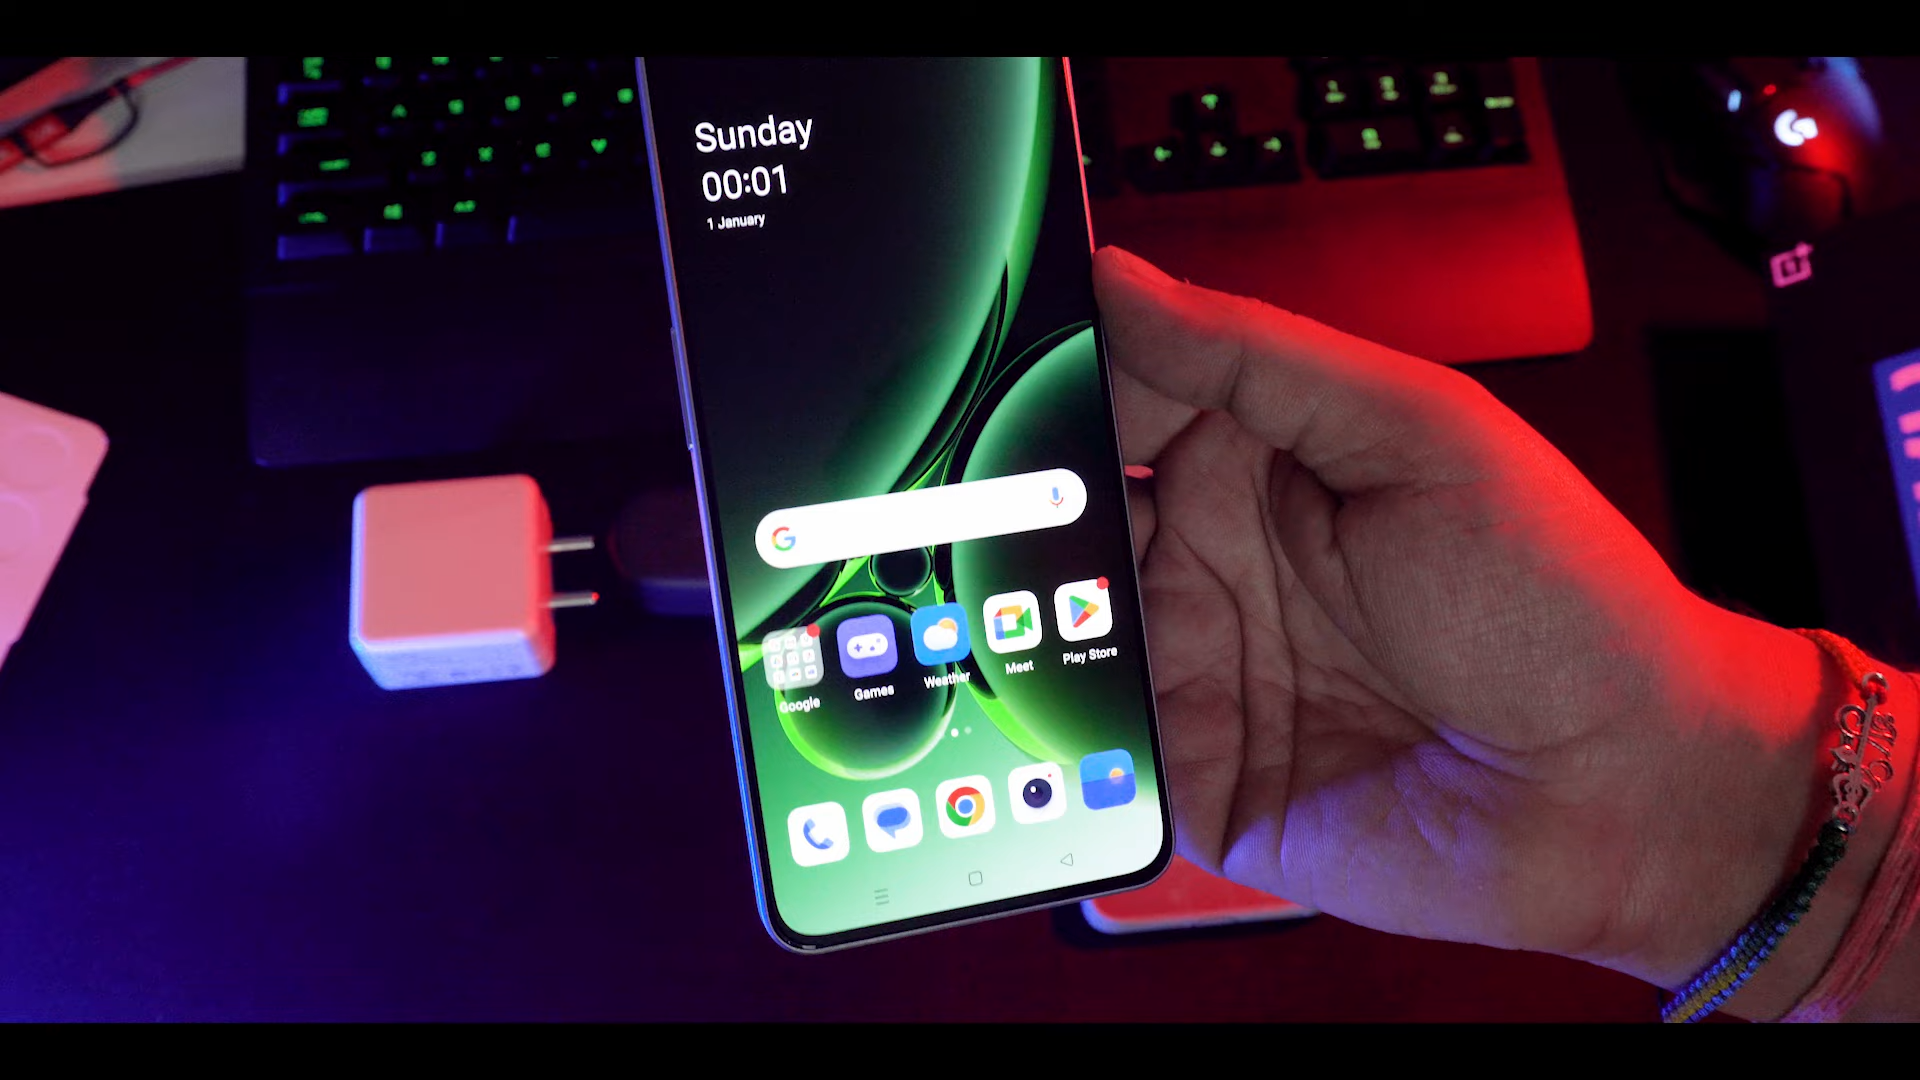 Sunday
00:01
1 January
Google
Games
Weather
Meet
Play Store